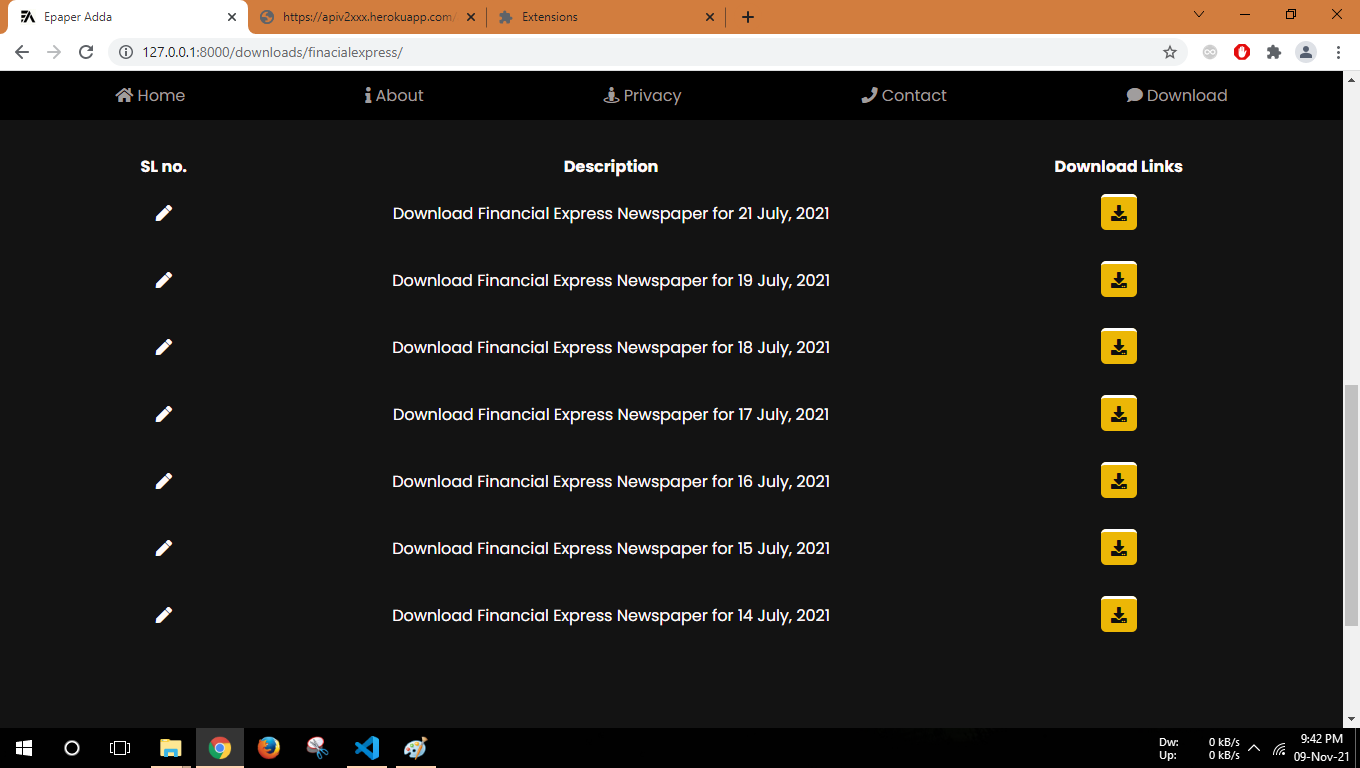 Epaper Adda
https://apiv2xxx.herokuapp.com/
Extensions
127.0.0.1:8000/downloads/finacialexpress/
Home About Privacy Contact Download
SL no. Description Download Links
Download Financial Express Newspaper for 21 July, 2021
Download Financial Express Newspaper for 19 July, 2021
Download Financial Express Newspaper for 18 July, 2021
Download Financial Express Newspaper for 17 July, 2021
Download Financial Express Newspaper for 16 July, 2021
Download Financial Express Newspaper for 15 July, 2021
Download Financial Express Newspaper for 14 July, 2021
Dw: 0 kB/s
Up: 0 kB/s
9:42 PM
09-Nov-21